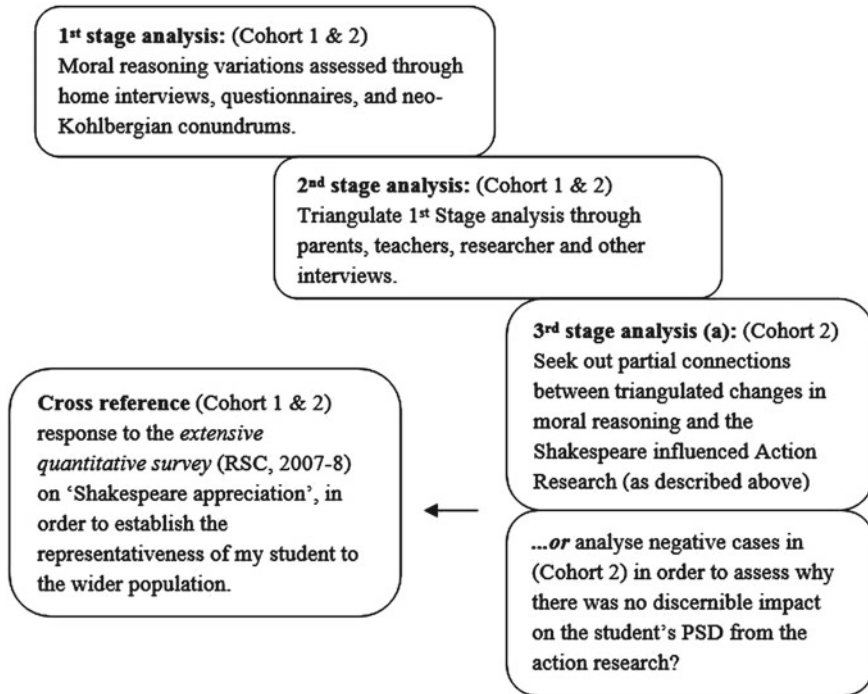 1st stage analysis: (Cohort 1 & 2)
Moral reasoning variations assessed through
home interviews, questionnaires, and neo-
Kohlbergian conundrums.
2nd stage analysis: (Cohort 1 & 2)
Triangulate 1st Stage analysis through
parents, teachers, researcher and other
interviews.
3rd stage analysis (a): (Cohort 2)
Seek out partial connections
between triangulated changes in
moral reasoning and the
Shakespeare influenced Action
Research (as described above)
...or analyse negative cases in
(Cohort 2) in order to assess why
there was no discernible impact
on the student’s PSD from the
action research?
Cross reference (Cohort 1 & 2)
response to the extensive
quantitative survey (RSC, 2007-8)
on ‘Shakespeare appreciation’, in
order to establish the
representativeness of my student to
the wider population.